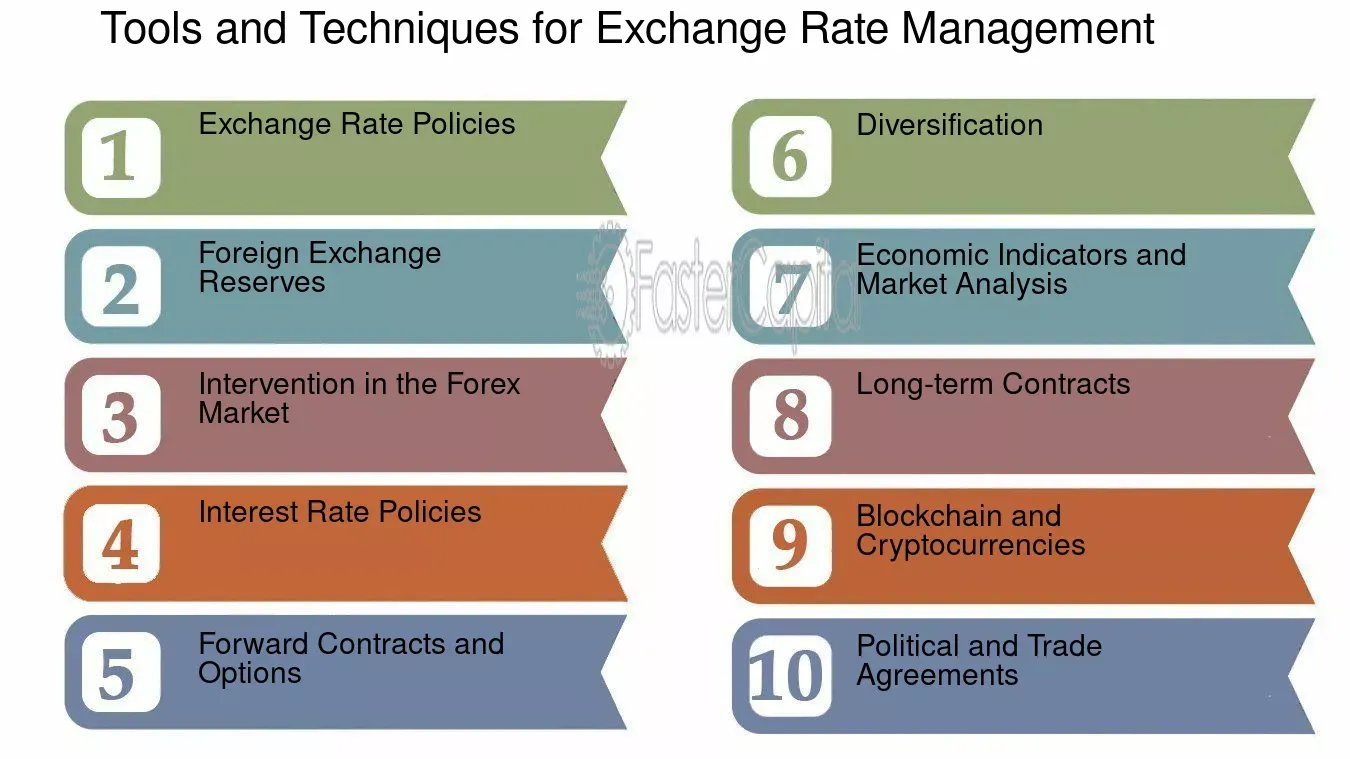 Tools and Techniques for Exchange Rate Management
1
Exchange Rate Policies
2
Foreign Exchange
Reserves
3
Intervention in the Forex
Market
4
Interest Rate Policies
5
Forward Contracts and
Options
6
Diversification
7
Economic Indicators and
Market Analysis
8
Long-term Contracts
9
Blockchain and
Cryptocurrencies
10
Political and Trade
Agreements
FasterCapital